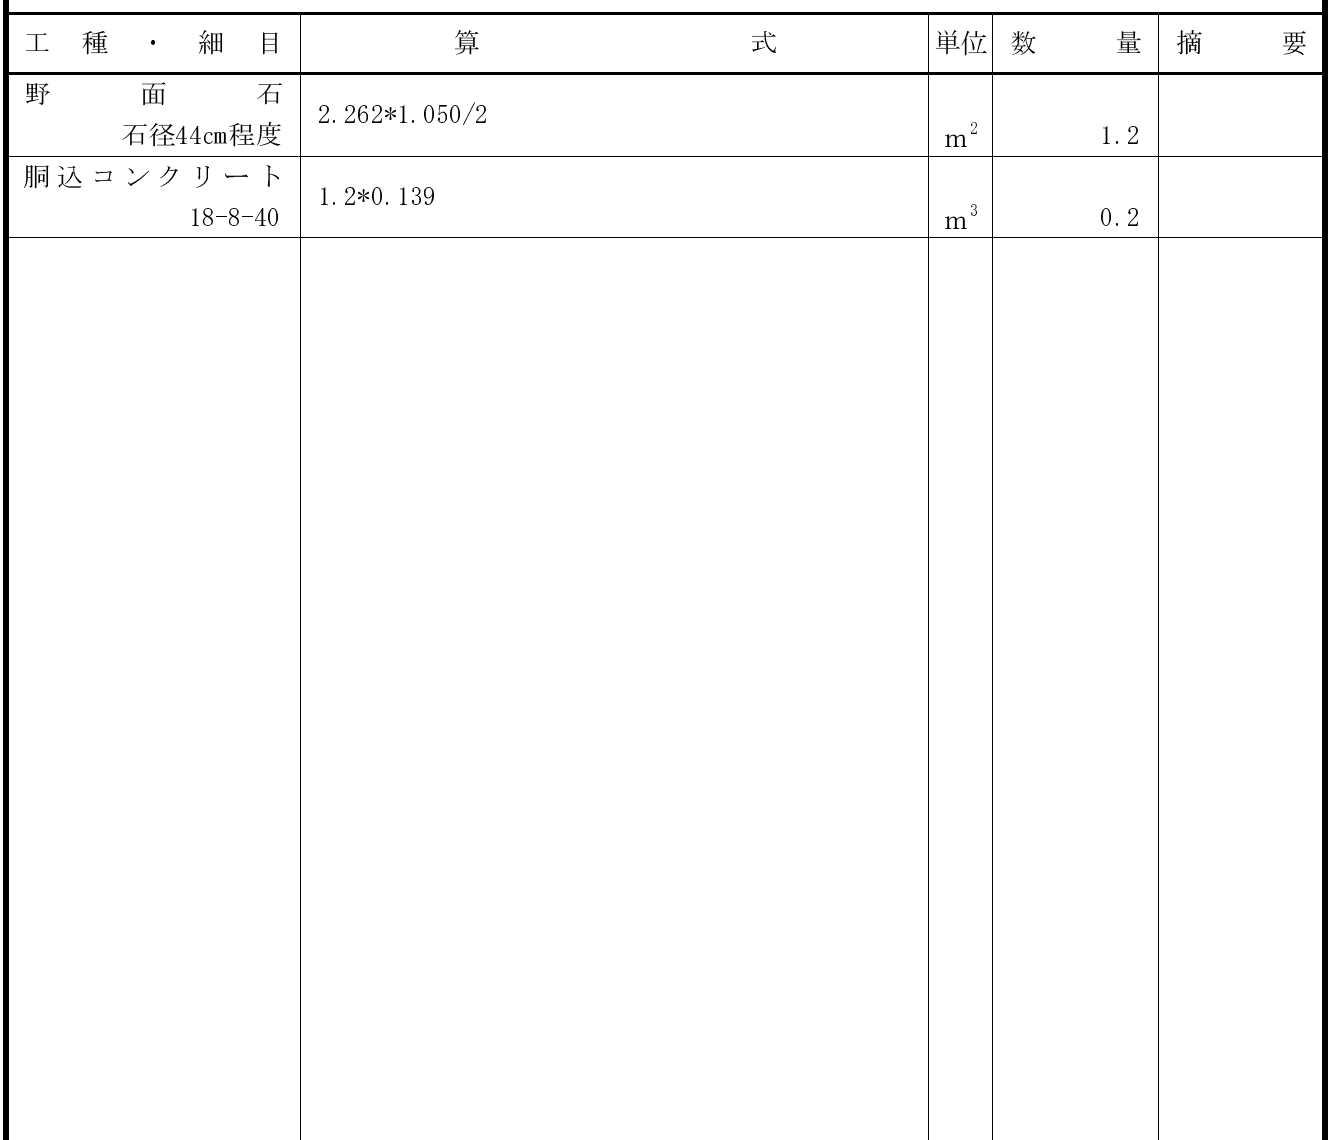 工種・細目 算式 単位 数量 摘要
野面石
2.262*1.050/2
石径44㎝程度 m² 1.2
胴込コンクリート
1.2*0.139
18-8-40 m³ 0.2